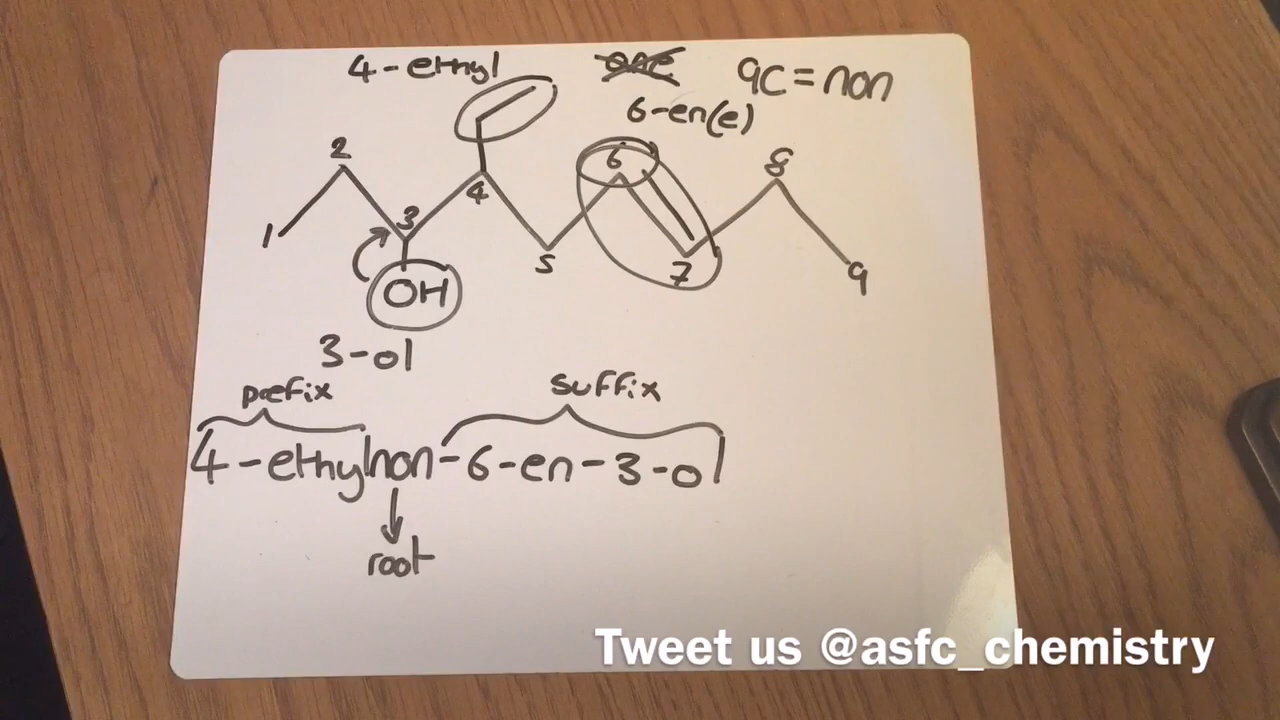 4-ethyl
ane
9C = non
6-en(e)
2
8
6
4
3
1
5
7
9
OH
3-ol
prefix
suffix
4-ethylnon-6-en-3-ol
root
Tweet us @asfc_chemistry